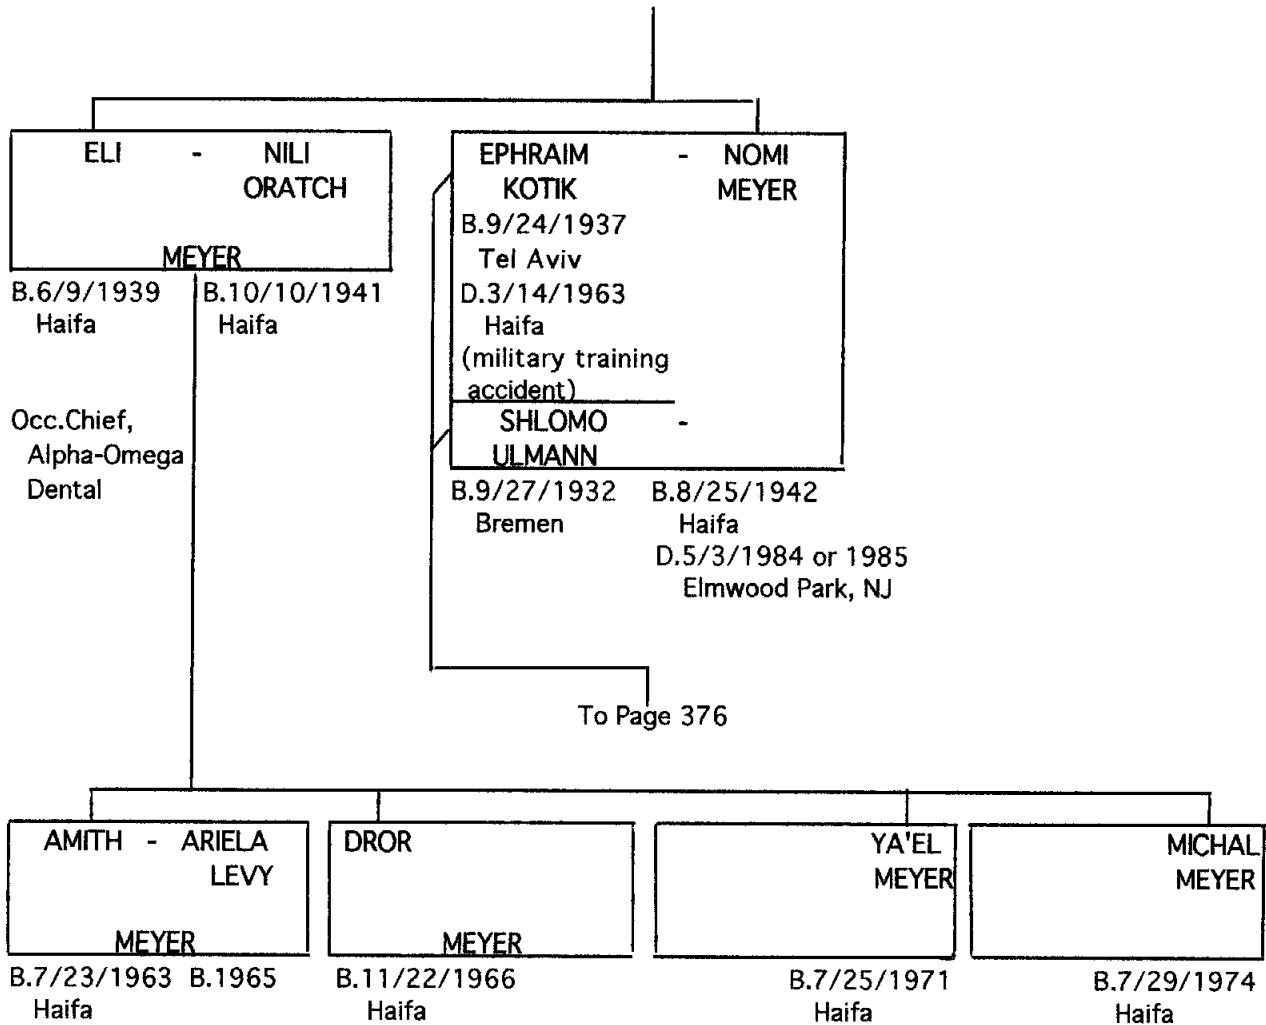 ELI - NILI
ORATCH
MEYER
B.6/9/1939 B.10/10/1941
Haifa Haifa
Occ.Chief,
Alpha-Omega
Dental
EPHRAIM - NOMI
KOTIK MEYER
B.9/24/1937
Tel Aviv
D.3/14/1963
Haifa
(military training
accident)
SHLOMO -
ULMANN
B.9/27/1932 B.8/25/1942
Bremen Haifa
D.5/3/1984 or 1985
Elmwood Park, NJ
To Page 376
AMITH - ARIELA
LEVY
MEYER
B.7/23/1963 B.1965
Haifa
DROR
MEYER
B.11/22/1966
Haifa
YA'EL
MEYER
B.7/25/1971
Haifa
MICHAL
MEYER
B.7/29/1974
Haifa